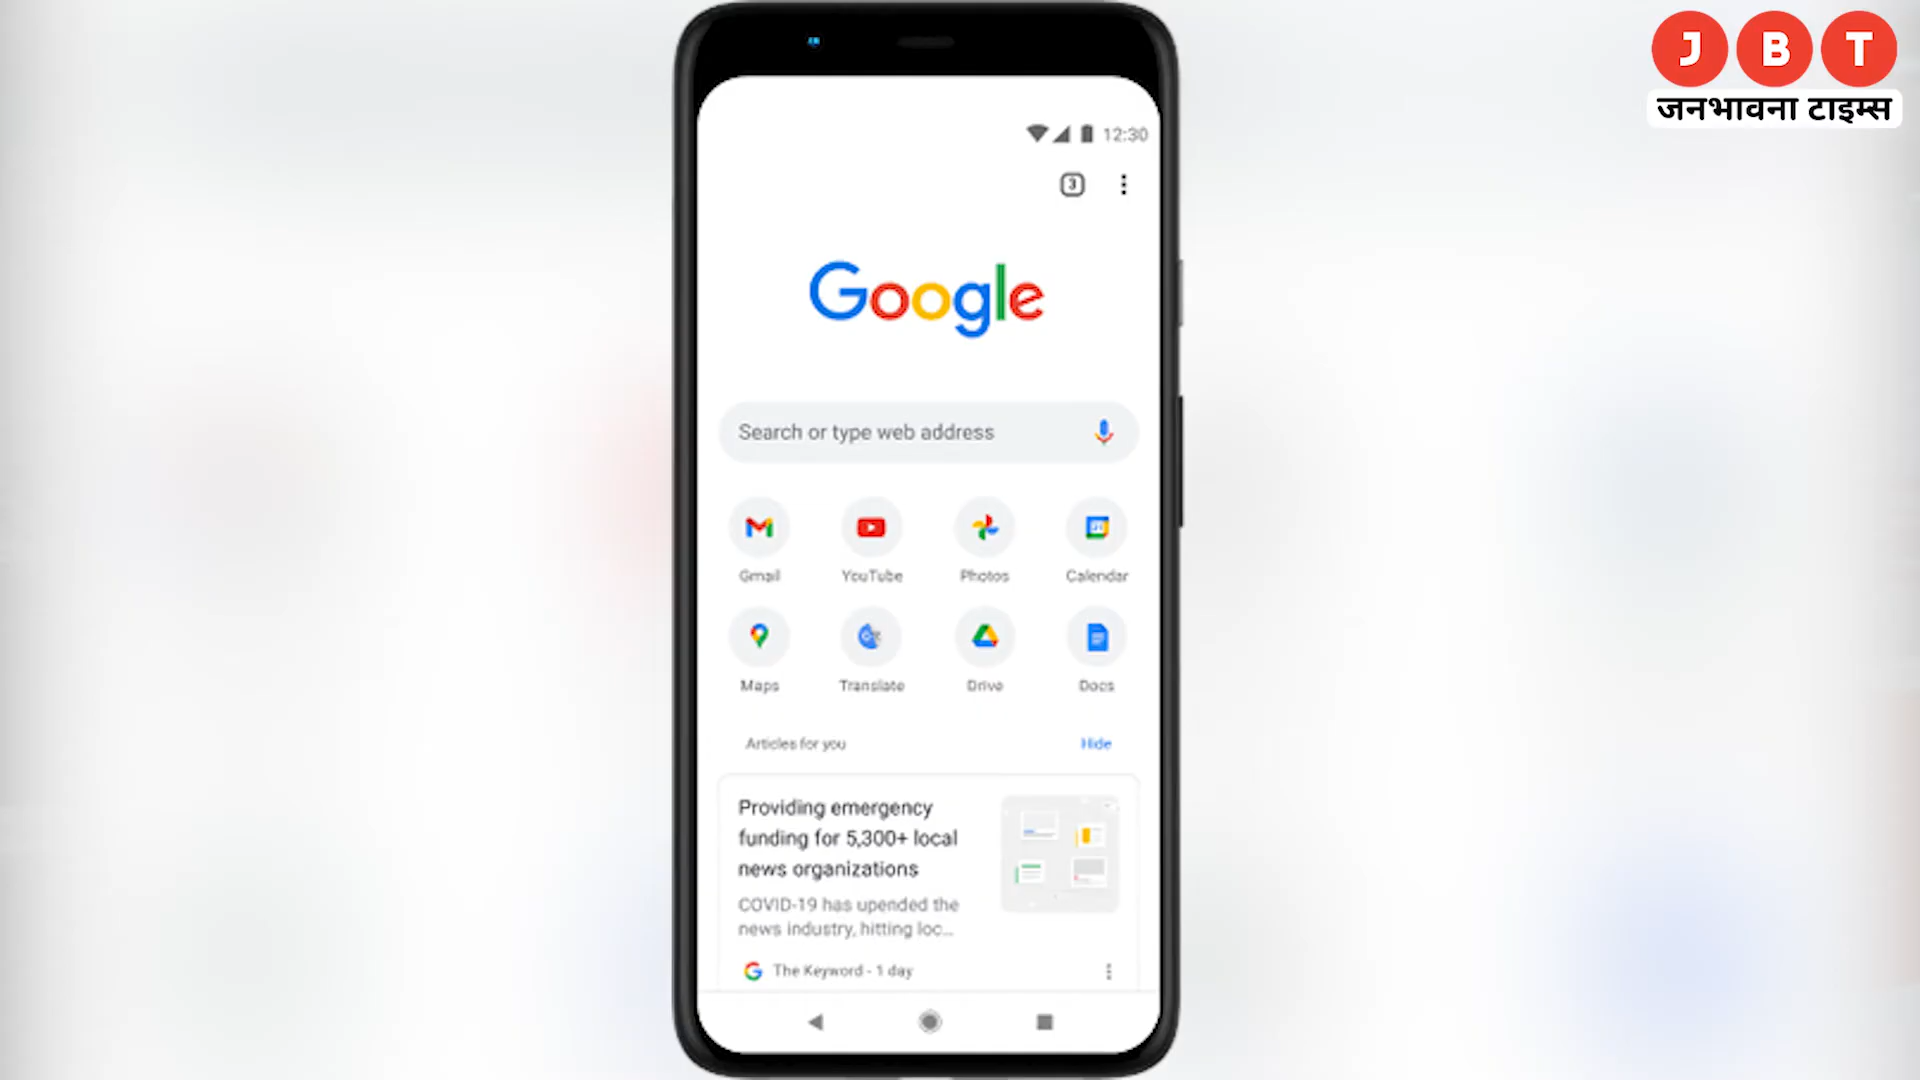 J B T
जनभावना टाइम्स
12:30
3
Google
Search or type web address
Gmail YouTube Photos Calendar
Maps Translate Drive Docs
Articles for you Hide
Providing emergency
funding for 5,300+ local
news organizations
COVID-19 has upended the
news industry, hitting loc...
The Keyword - 1 day